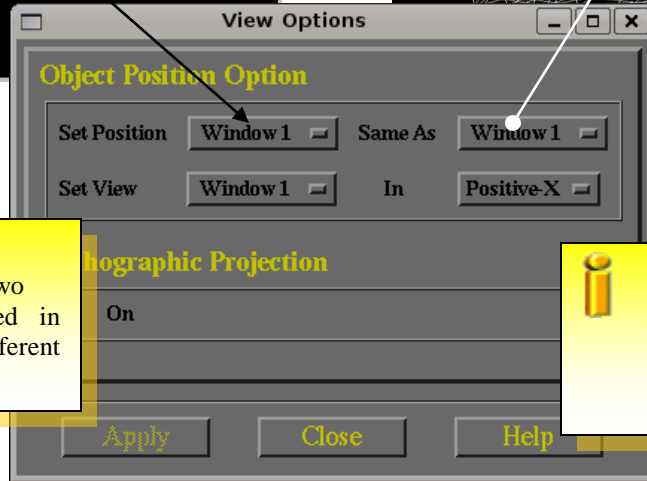 View Options
Object Position Option
Set Position Window 1 Same As Window 1
Set View Window 1 In Positive-X
hographic Projection
On
in
Apply Close Help